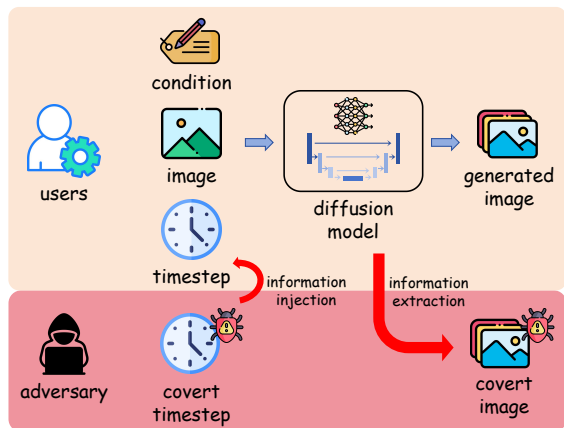 condition
users
image
generated
image
diffusion
model
timestep
information
injection
information
extraction
adversary
covert
timestep
covert
image